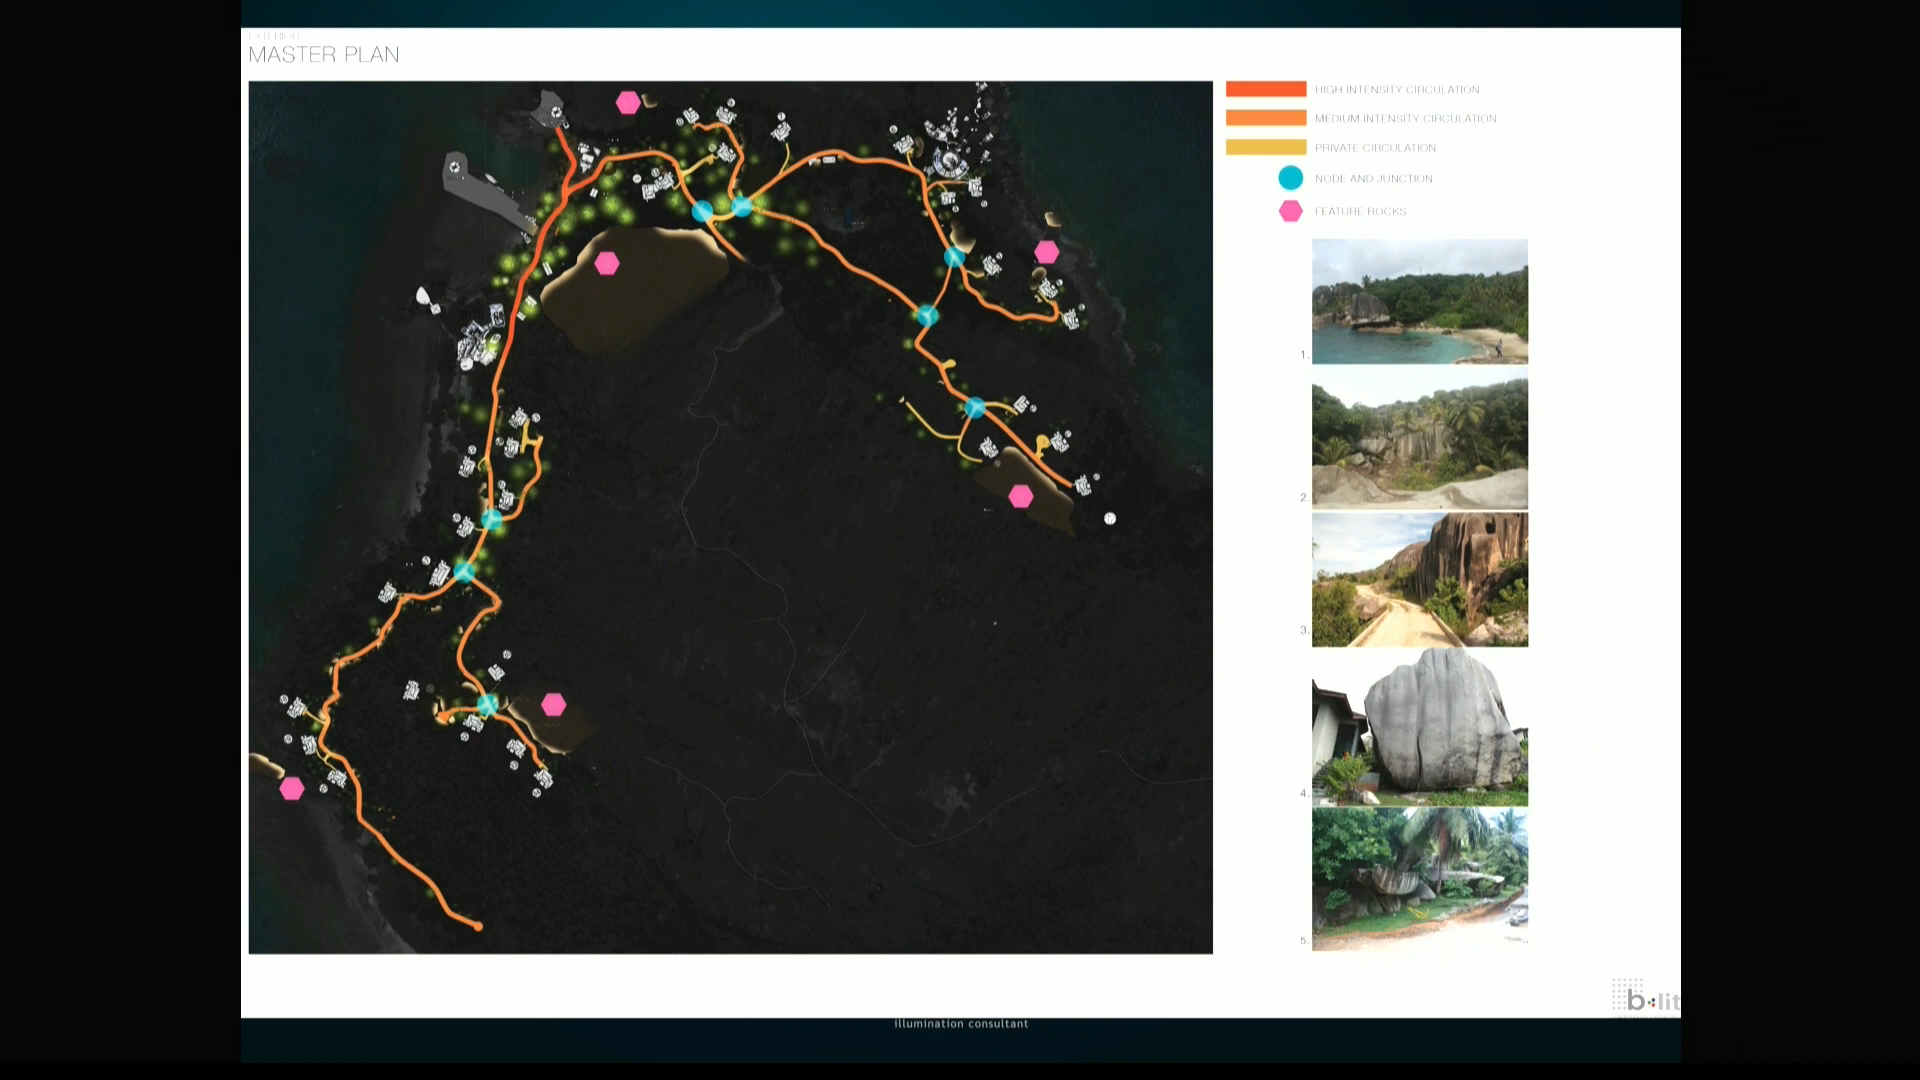 EXTERIOR
MASTER PLAN
HIGH INTENSITY CIRCULATION
MEDIUM INTENSITY CIRCULATION
PRIVATE CIRCULATION
NODE AND JUNCTION
FEATURE ROCKS
1.
2.
3.
4.
5.
b lit
illumination consultant